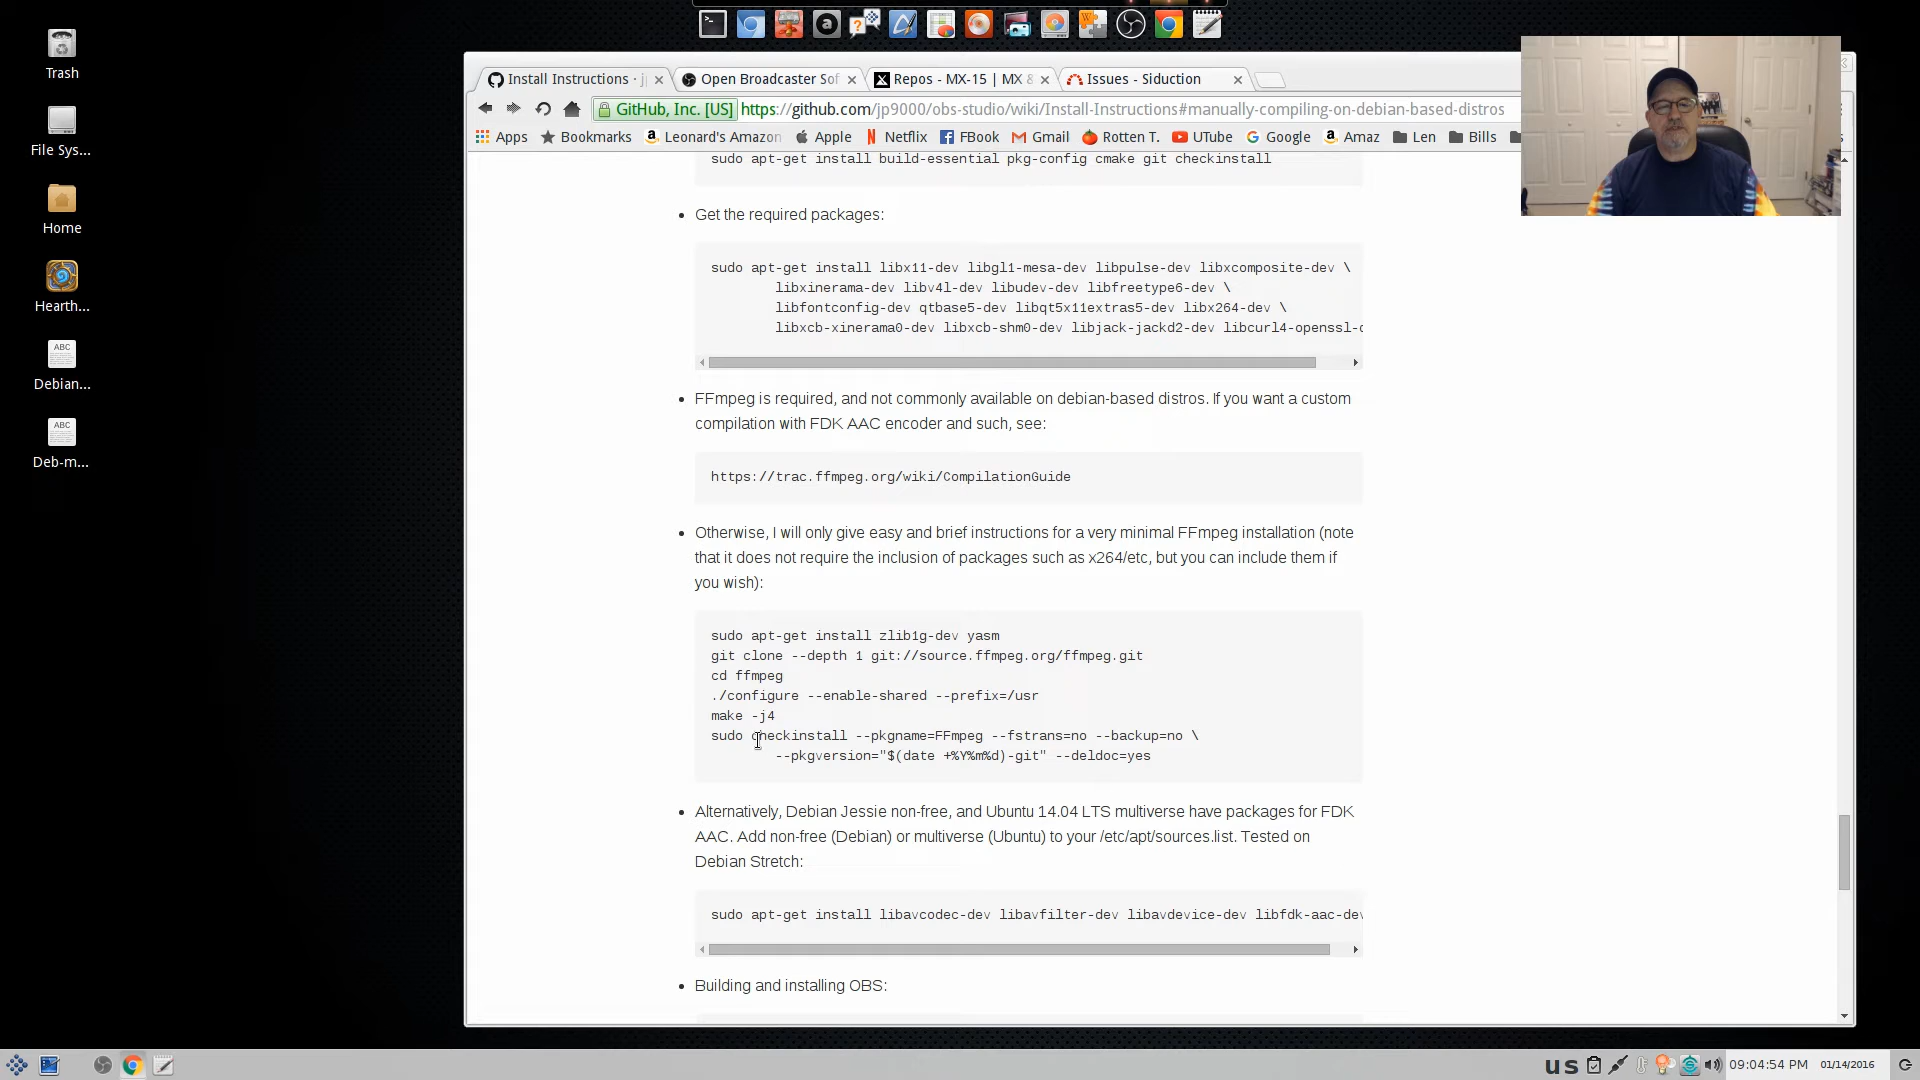 Trash
File Sys...
Home
Hearth...
ABC
Debian...
ABC
Deb-m...
Install Instructions · j
Open Broadcaster Sof
Repos - MX-15 | MX &
Issues - Siduction
GitHub, Inc. [US]
https://github.com/jp9000/obs-studio/wiki/Install-Instructions#manually-compiling-on-debian-based-distros
Apps
Bookmarks
Leonard's Amazon
Apple
Netflix
FBook
Gmail
Rotten T.
UTube
Google
Amaz
Len
Bills
sudo apt-get install build-essential pkg-config cmake git checkinstall
Get the required packages:
sudo apt-get install libx11-dev libgl1-mesa-dev libpulse-dev libxcomposite-dev \
libxinerama-dev libv4l-dev libudev-dev libfreetype6-dev \
libfontconfig-dev qtbase5-dev libqt5x11extras5-dev libx264-dev \
libxcb-xinerama0-dev libxcb-shm0-dev libjack-jackd2-dev libcurl4-openssl-d
FFmpeg is required, and not commonly available on debian-based distros. If you want a custom
compilation with FDK AAC encoder and such, see:
https://trac.ffmpeg.org/wiki/CompilationGuide
Otherwise, I will only give easy and brief instructions for a very minimal FFmpeg installation (note
that it does not require the inclusion of packages such as x264/etc, but you can include them if
you wish):
sudo apt-get install zlib1g-dev yasm
git clone --depth 1 git://source.ffmpeg.org/ffmpeg.git
cd ffmpeg
./configure --enable-shared --prefix=/usr
make -j4
sudo checkinstall --pkgname=FFmpeg --fstrans=no --backup=no \
--pkgversion="$(date +%Y%m%d)-git" --deldoc=yes
Alternatively, Debian Jessie non-free, and Ubuntu 14.04 LTS multiverse have packages for FDK
AAC. Add non-free (Debian) or multiverse (Ubuntu) to your /etc/apt/sources.list. Tested on
Debian Stretch:
sudo apt-get install libavcodec-dev libavfilter-dev libavdevice-dev libfdk-aac-dev
Building and installing OBS:
us
09:04:54 PM
01/14/2016